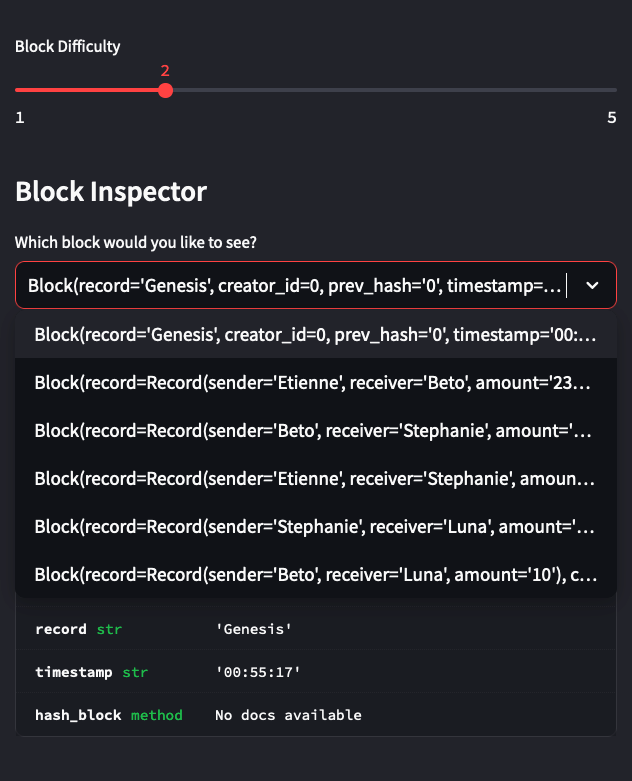 Block Difficulty
2
1 5
Block Inspector
Which block would you like to see?
Block(record='Genesis', creator_id=0, prev_hash='0', timestamp=...
Block(record='Genesis', creator_id=0, prev_hash='0', timestamp='00:...
Block(record=Record(sender='Etienne', receiver='Beto', amount='23...
Block(record=Record(sender='Beto', receiver='Stephanie', amount='...
Block(record=Record(sender='Etienne', receiver='Stephanie', amoun...
Block(record=Record(sender='Stephanie', receiver='Luna', amount='...
Block(record=Record(sender='Beto', receiver='Luna', amount='10'), c...
record str 'Genesis'
timestamp str '00:55:17'
hash_block method No docs available